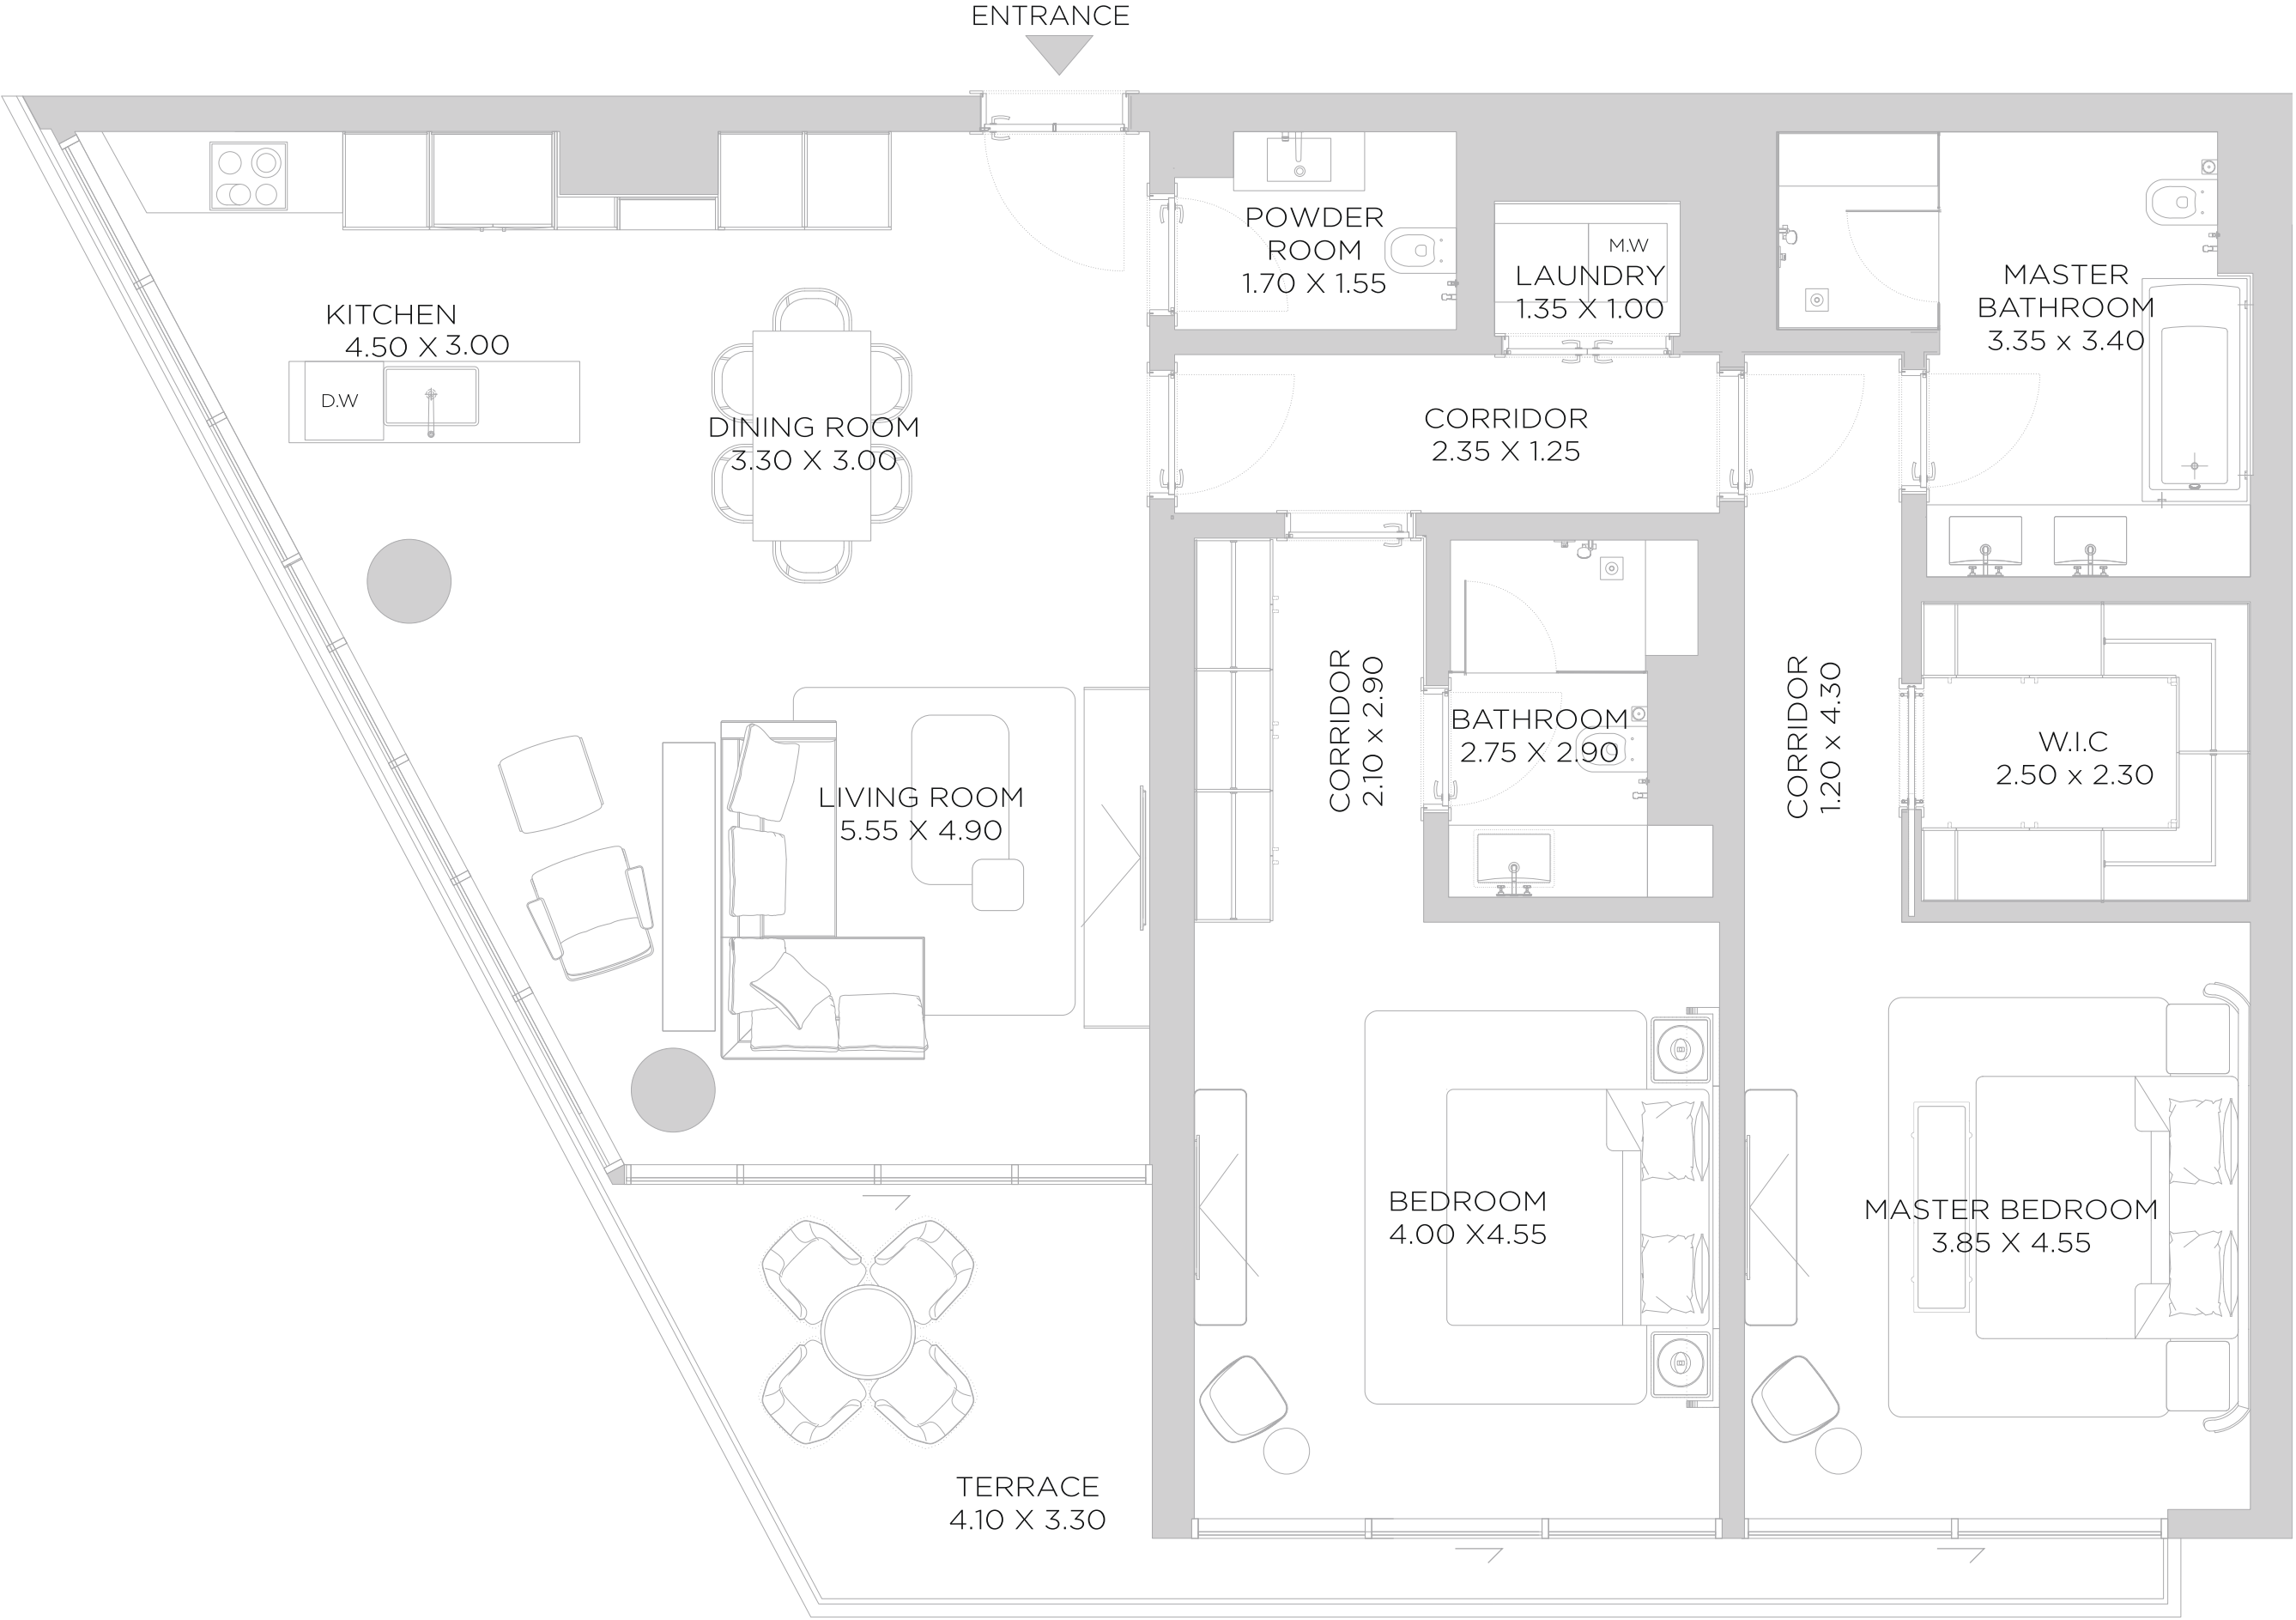 ENTRANCE
POWDER
ROOM
1.70 X 1.55
M.W
LAUNDRY
1.35 X 1.00
MASTER
BATHROOM
3.35 x 3.40
KITCHEN
4.50 X 3.00
D.W
DINING ROOM
3.30 X 3.00
CORRIDOR
2.35 X 1.25
CORRIDOR
2.10 x 2.90
BATHROOM
2.75 X 2.90
CORRIDOR
1.20 x 4.30
W.I.C
2.50 x 2.30
LIVING ROOM
5.55 X 4.90
BEDROOM
4.00 X4.55
MASTER BEDROOM
3.85 X 4.55
TERRACE
4.10 X 3.30